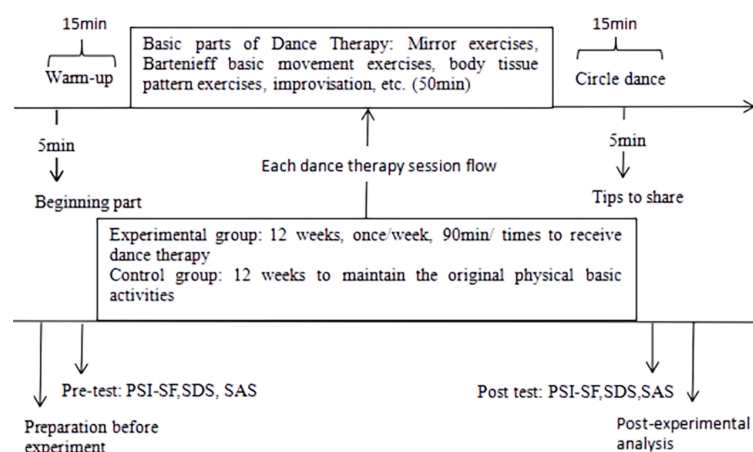 15min
Warm-up
Basic parts of Dance Therapy: Mirror exercises,
Bartenieff basic movement exercises, body tissue
pattern exercises, improvisation, etc. (50min)
15min
Circle dance
5min
Beginning part
Each dance therapy session flow
5min
Tips to share
Experimental group: 12 weeks, once/week, 90min/ times to receive
dance therapy
Control group: 12 weeks to maintain the original physical basic
activities
Pre-test: PSI-SF,SDS, SAS
Preparation before
experiment
Post test: PSI-SF,SDS,SAS
Post-experimental
analysis